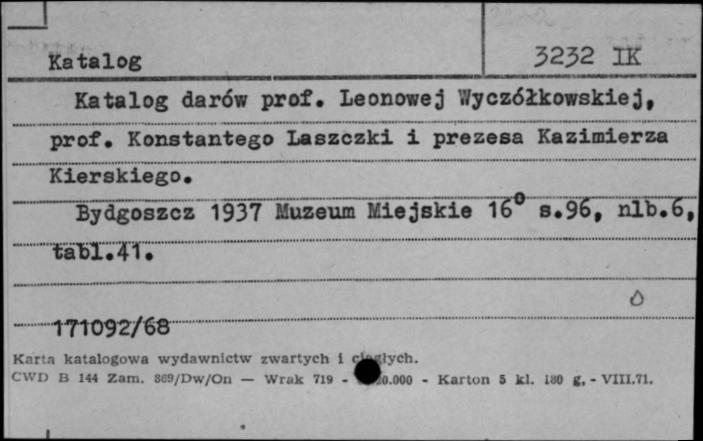 Katalog 3232 IK
Katalog darów prof. Leonowej Wyczółkowskiej,
prof. Konstantego Laszczki i prezesa Kazimierza
Kierskiego.
Bydgoszcz 1937 Muzeum Miejskie 16⁰ s.96, nlb.6,
tabl.41.
171092/68
Karta katalogowa wydawnictw zwartych i ciągłych.
CWD B 144 Zam. 869/Dw/On — Wrak 719 - 0.000 - Karton 5 kl. 180 g. - VIII.71.